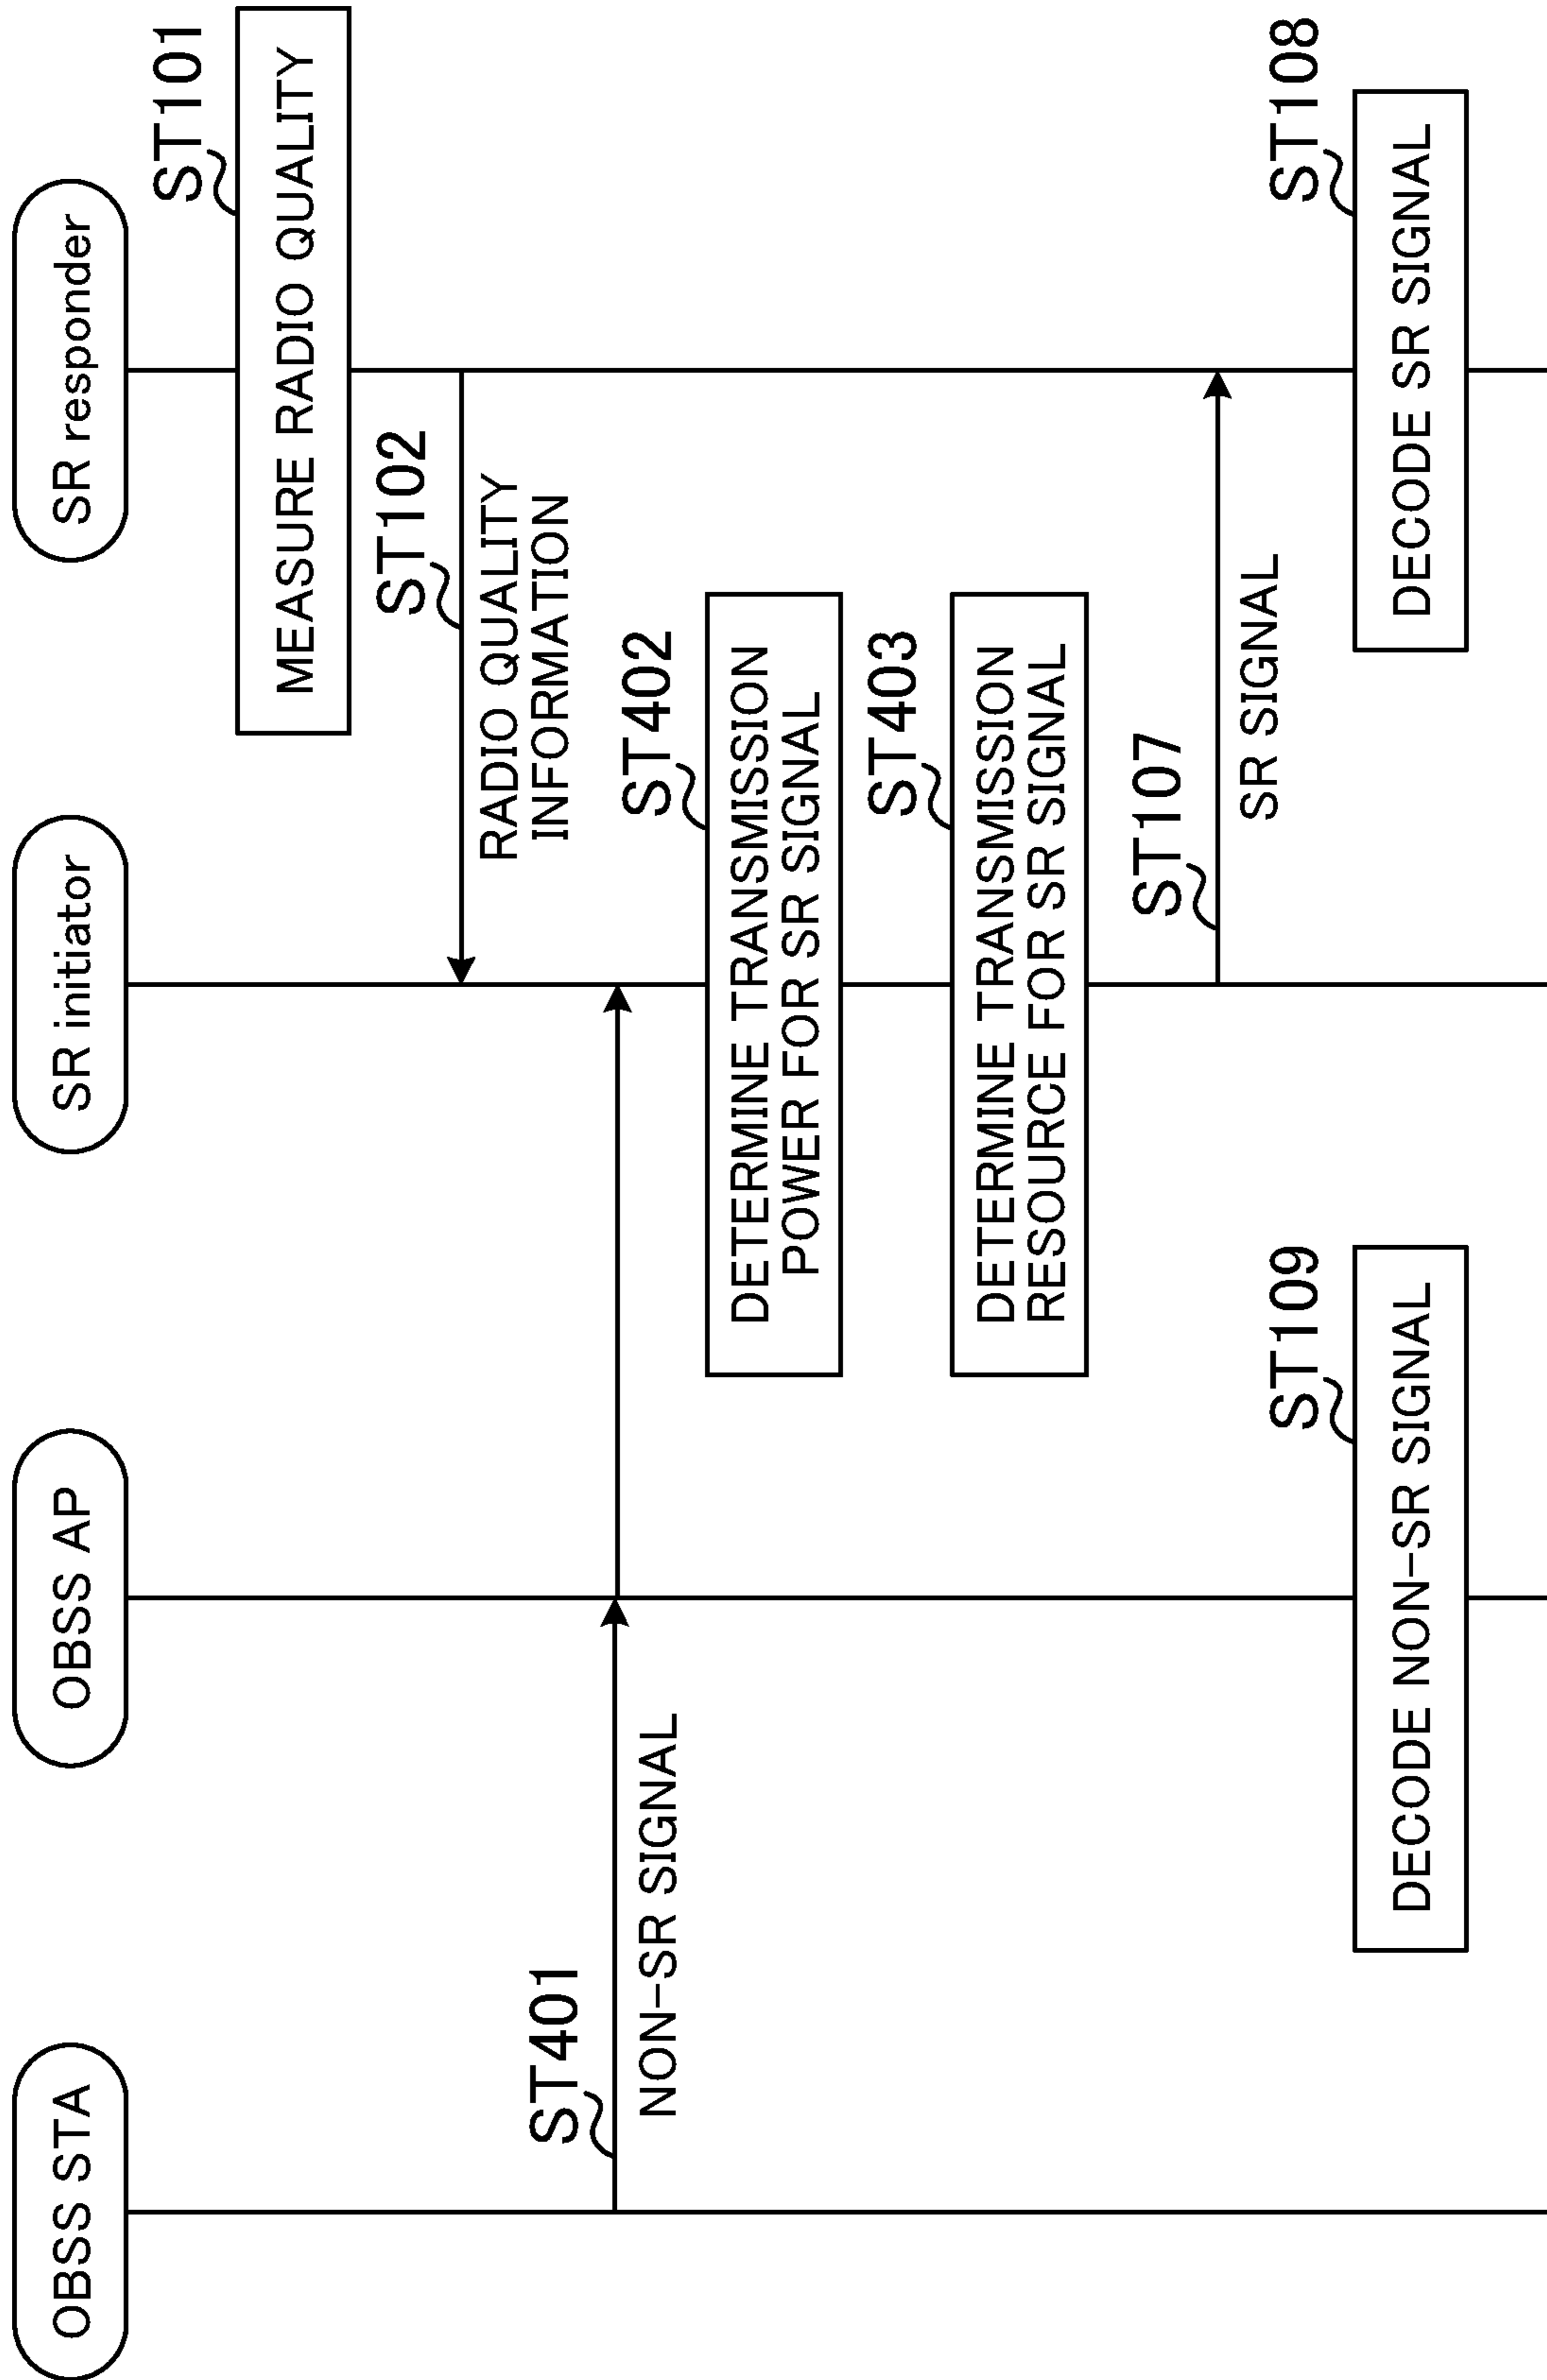 OBSS STA
OBSS AP
SR initiator
SR responder
ST101
MEASURE RADIO QUALITY
ST102
RADIO QUALITY
INFORMATION
ST401
NON-SR SIGNAL
ST402
DETERMINE TRANSMISSION
POWER FOR SR SIGNAL
ST403
DETERMINE TRANSMISSION
RESOURCE FOR SR SIGNAL
ST107
SR SIGNAL
ST109
DECODE NON-SR SIGNAL
ST108
DECODE SR SIGNAL